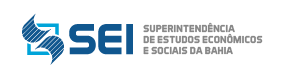 SEI
SUPERINTENDÊNCIA
DE ESTUDOS ECONÔMICOS
E SOCIAIS DA BAHIA